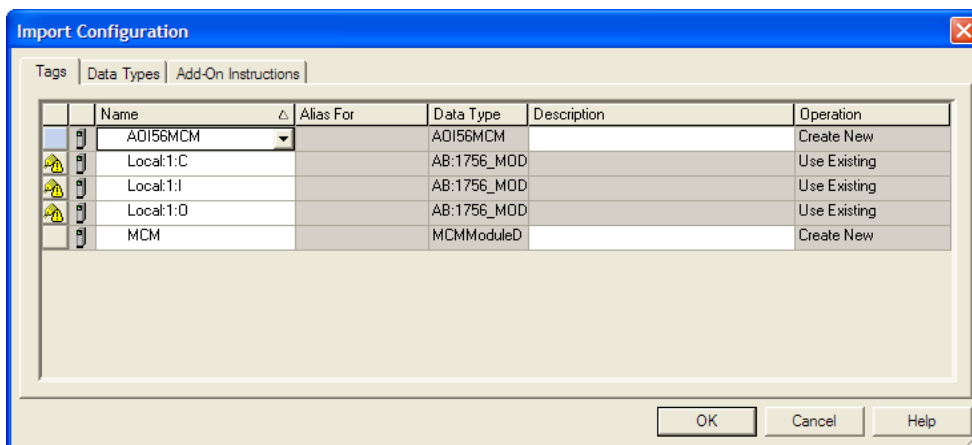 Import Configuration
Tags Data Types Add-On Instructions
Name Alias For Data Type Description Operation
AOI56MCM AOI56MCM Create New
Local:1:C AB:1756_MOD Use Existing
Local:1:I AB:1756_MOD Use Existing
Local:1:O AB:1756_MOD Use Existing
MCM MCMModuleD Create New
OK Cancel Help